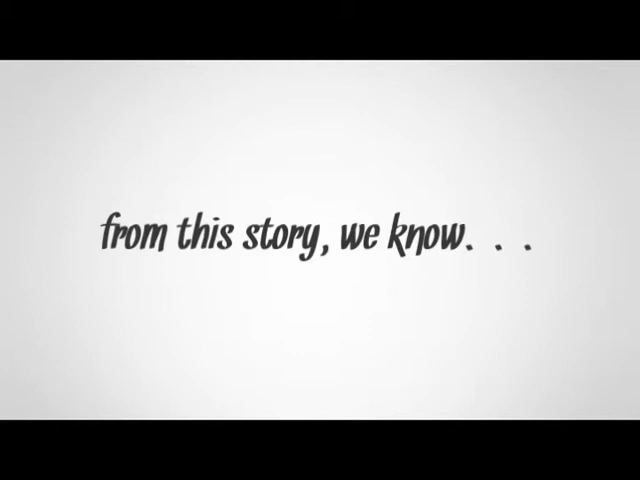 from this story, we know. . .